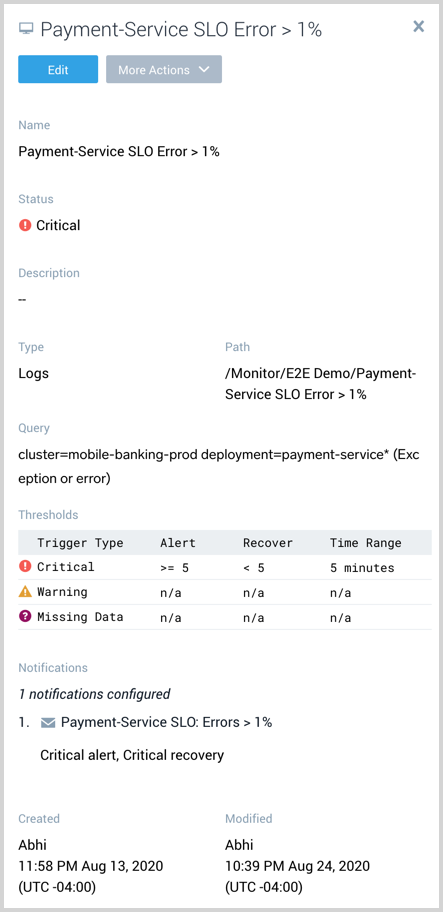 Payment-Service SLO Error > 1%
Edit
More Actions
Name
Payment-Service SLO Error > 1%
Status
Critical
Description
--
Type
Path
Logs
/Monitor/E2E Demo/Payment-
Service SLO Error > 1%
Query
cluster=mobile-banking-prod deployment=payment-service* (Exc
eption or error)
Thresholds
Trigger Type Alert Recover Time Range
Critical >= 5 < 5 5 minutes
Warning n/a n/a n/a
Missing Data n/a n/a n/a
Notifications
1 notifications configured
1. Payment-Service SLO: Errors > 1%
Critical alert, Critical recovery
Created
Modified
Abhi
11:58 PM Aug 13, 2020
(UTC -04:00)
Abhi
10:39 PM Aug 24, 2020
(UTC -04:00)